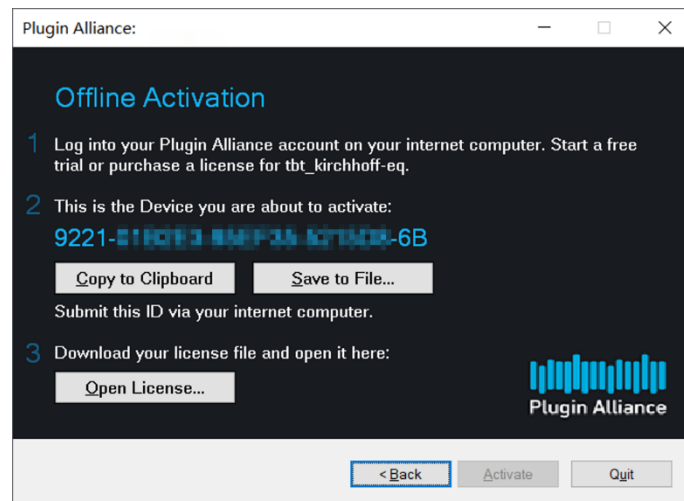 Plugin Alliance:
Offline Activation
1 Log into your Plugin Alliance account on your internet computer. Start a free
trial or purchase a license for tbt_kirchhoff-eq.
2 This is the Device you are about to activate:
9221- -6B
Copy to Clipboard Save to File...
Submit this ID via your internet computer.
3 Download your license file and open it here:
Open License...
Plugin Alliance
< Back Activate Quit